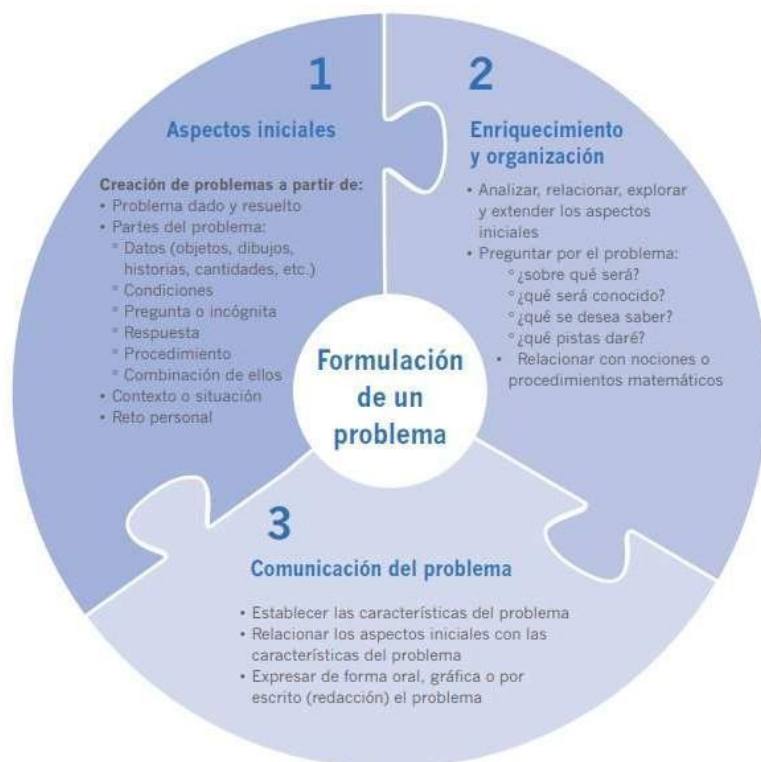 1
Aspectos iniciales
Creación de problemas a partir de:
• Problema dado y resuelto
• Partes del problema:
° Datos (objetos, dibujos,
historias, cantidades, etc.)
° Condiciones
° Pregunta o incógnita
° Respuesta
° Procedimiento
° Combinación de ellos
• Contexto o situación
• Reto personal
2
Enriquecimiento
y organización
• Analizar, relacionar, explorar
y extender los aspectos
iniciales
• Preguntar por el problema:
° ¿sobre qué será?
° ¿qué será conocido?
° ¿qué se desea saber?
° ¿qué pistas daré?
• Relacionar con nociones o
procedimientos matemáticos
Formulación
de un
problema
3
Comunicación del problema
• Establecer las características del problema
• Relacionar los aspectos iniciales con las
características del problema
• Expresar de forma oral, gráfica o por
escrito (redacción) el problema